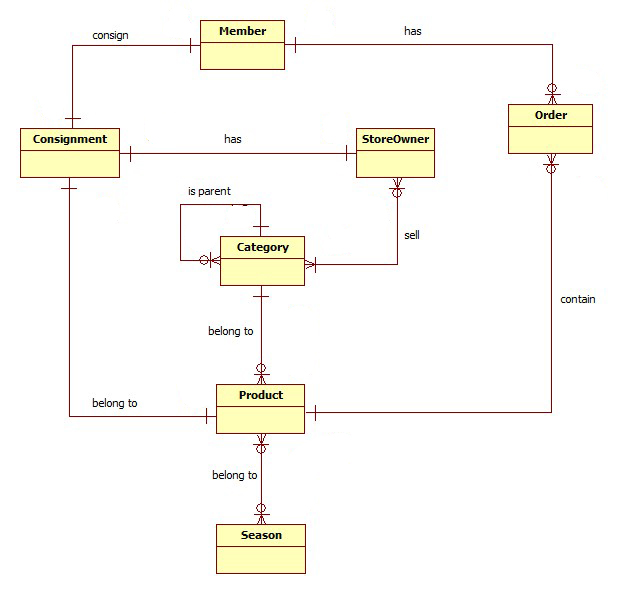 Member
consign
has
Order
Consignment
has
StoreOwner
is parent
sell
Category
contain
belong to
Product
belong to
belong to
Season